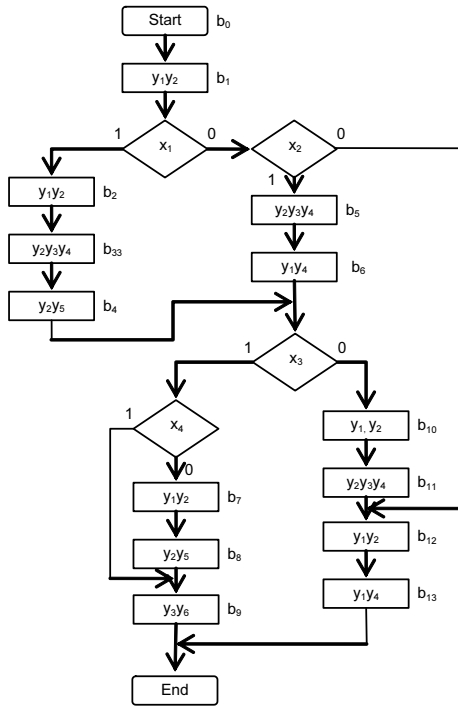 Start b₀
y₁y₂ b₁
1 x₁ 0 x₂ 0
1
y₁y₂ b₂
y₂y₃y₄ b₅
y₂y₃y₄ b₃₃
y₁y₄ b₆
y₂y₅ b₄
1 x₃ 0
1 x₄
y₁, y₂ b₁₀
0
y₁y₂ b₇
y₂y₃y₄ b₁₁
y₁y₂ b₁₂
y₂y₅ b₈
y₁y₄ b₁₃
y₃y₆ b₉
End